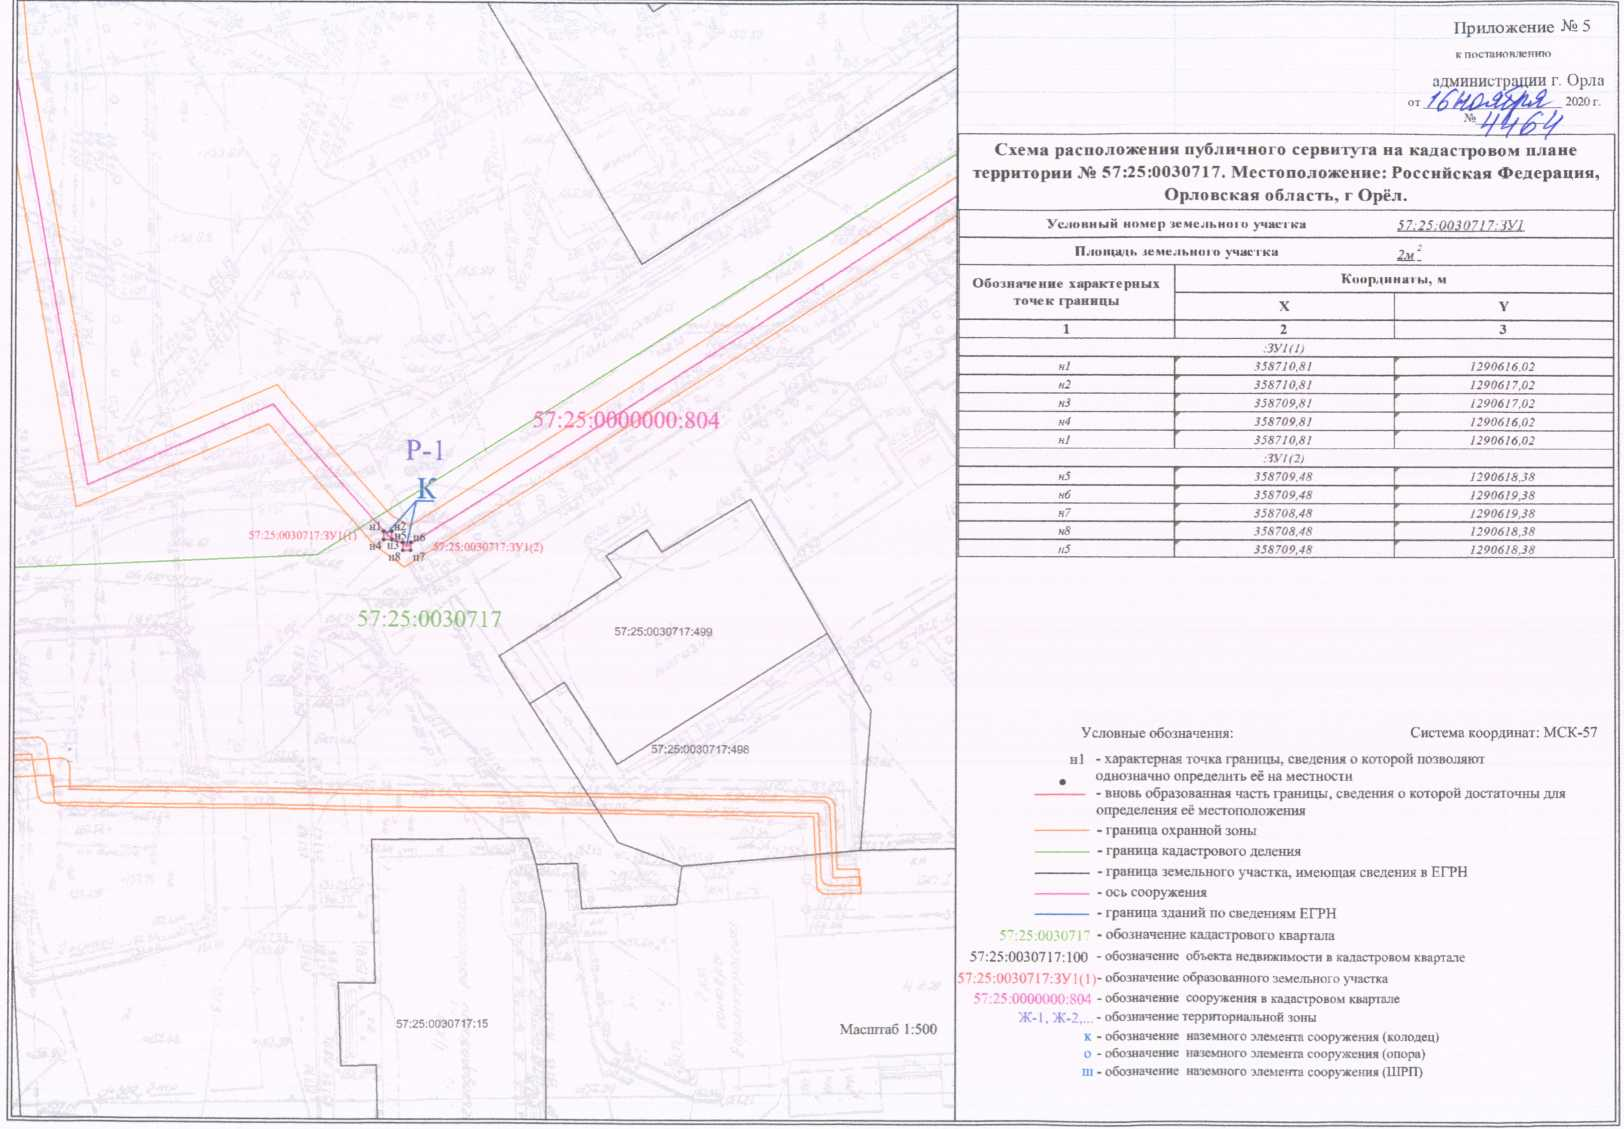 Приложение № 5
к постановлению
администрации г. Орла
от 16 ноября 2020 г.
№ 4464
Схема расположения публичного сервитута на кадастровом плане
территории № 57:25:0030717. Местоположение: Российская Федерация,
Орловская область, г Орёл.
Условный номер земельного участка 57:25:0030717:ЗУ1
Площадь земельного участка 2м²
Обозначение характерных точек границы Координаты, м
X Y
1 2 3
:ЗУ1(1)
н1 358710,81 1290616,02
н2 358710,81 1290617,02
н3 358709,81 1290617,02
н4 358709,81 1290616,02
н1 358710,81 1290616,02
:ЗУ1(2)
н5 358709,48 1290618,38
н6 358709,48 1290619,38
н7 358708,48 1290619,38
н8 358708,48 1290618,38
н5 358709,48 1290618,38
57:25:0000000:804
Р-1
К
н1 н2
57:25:0030717:ЗУ1(1)
н5 н6
н4 н3
57:25:0030717:ЗУ1(2)
н8 н7
57:25:0030717
57:25:0030717:499
57:25:0030717:498
57:25:0030717:15
Масштаб 1:500
Условные обозначения: Система координат: МСК-57
н1 - характерная точка границы, сведения о которой позволяют
однозначно определить её на местности
- вновь образованная часть границы, сведения о которой достаточны для
определения её местоположения
- граница охранной зоны
- граница кадастрового деления
- граница земельного участка, имеющая сведения в ЕГРН
- ось сооружения
- граница зданий по сведениям ЕГРН
57:25:0030717 - обозначение кадастрового квартала
57:25:0030717:100 - обозначение объекта недвижимости в кадастровом квартале
57:25:0030717:ЗУ1(1)- обозначение образованного земельного участка
57:25:0000000:804 - обозначение сооружения в кадастровом квартале
Ж-1, Ж-2,... - обозначение территориальной зоны
к - обозначение наземного элемента сооружения (колодец)
о - обозначение наземного элемента сооружения (опора)
ш - обозначение наземного элемента сооружения (ШРП)